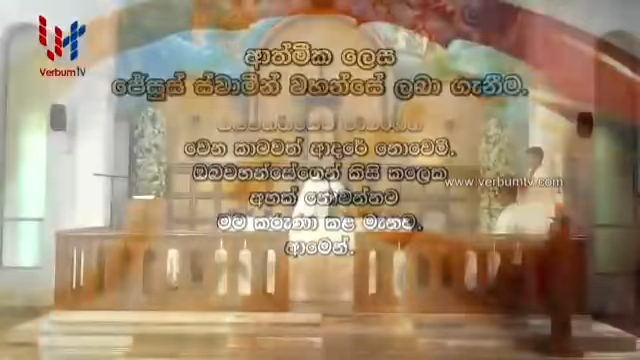 VerbumTV
ආත්මික ලෙස
ජේසුස් ස්වාමීන් වහන්සේ ලබා ගැනීම.
වෙන කාටවත් ආදරේ නොවෙමි.
ඔබවහන්සේගෙන් කිසි කලෙක
www.verbumtv.com
අහක් නොවන්නට
මට කරුණා කළ මැනව.
ආමෙන්.